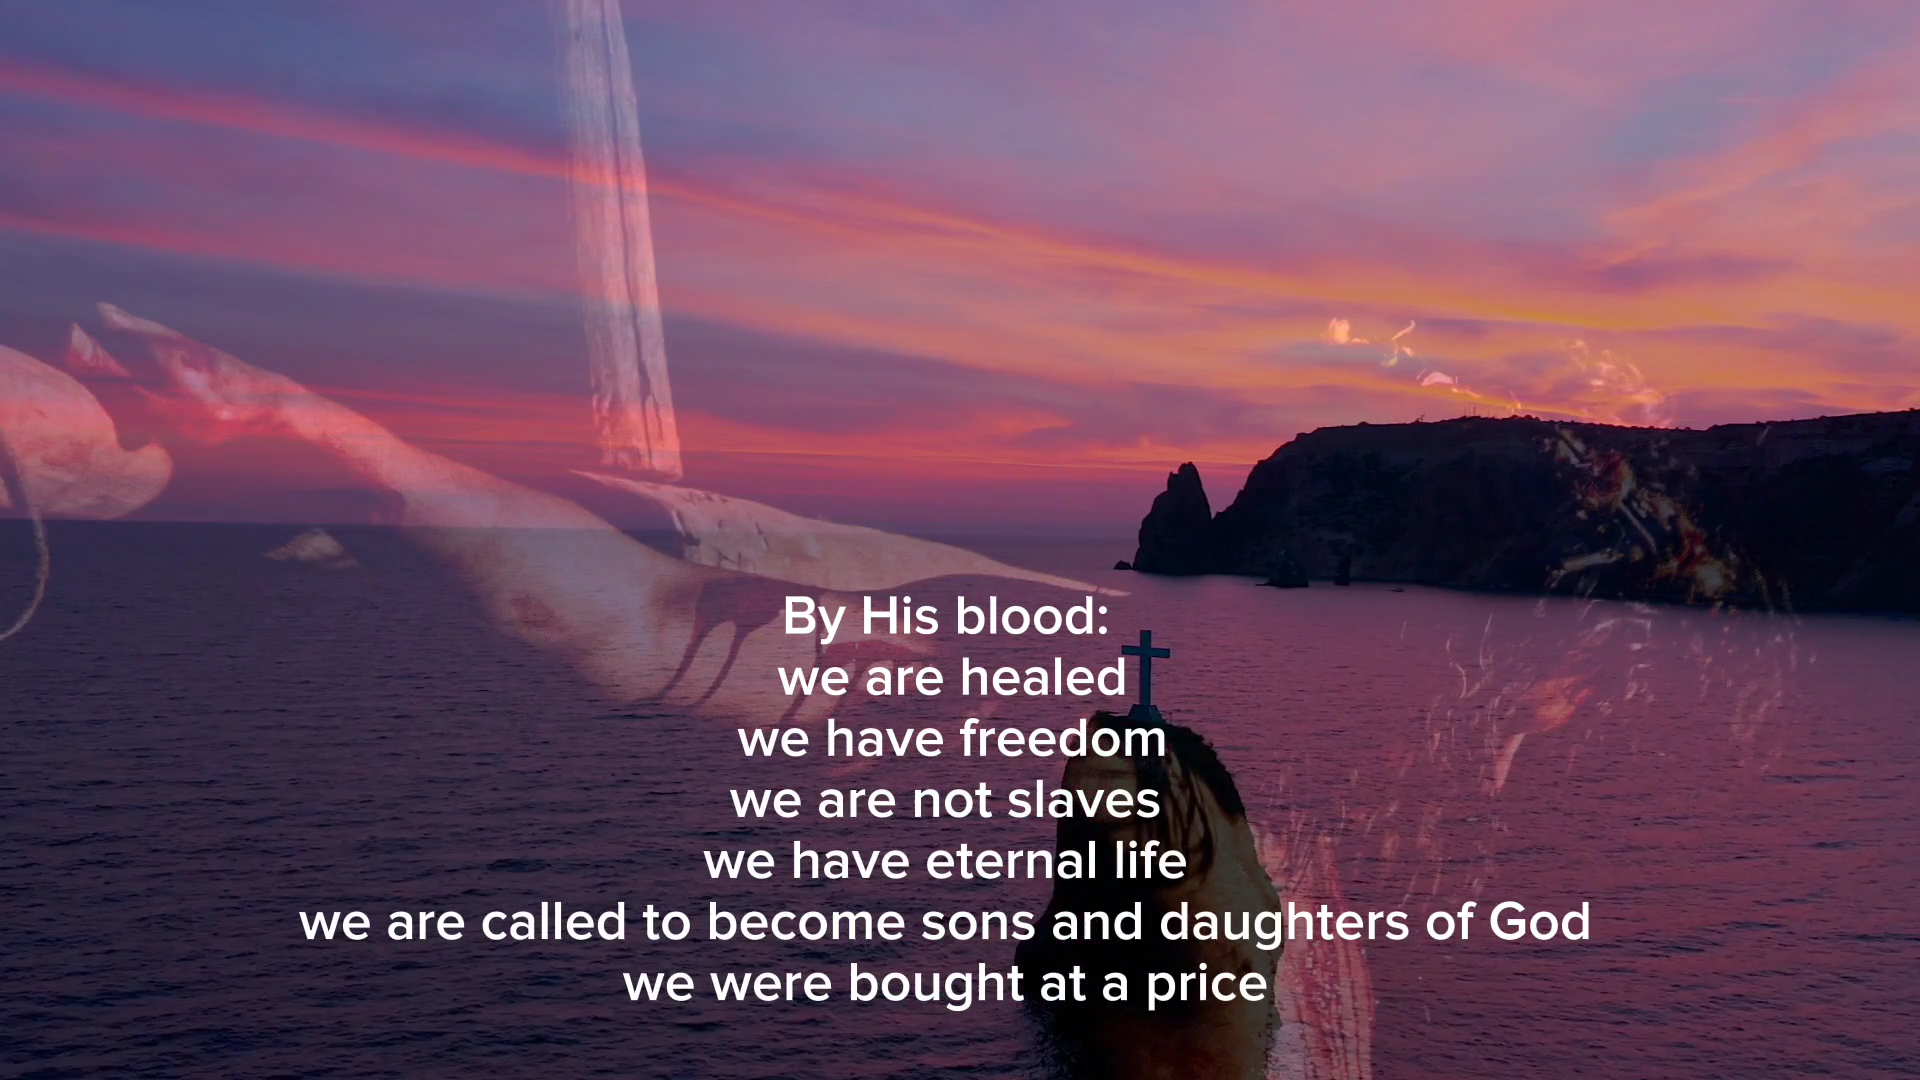 By His blood:
we are healed
we have freedom
we are not slaves
we have eternal life
we are called to become sons and daughters of God
we were bought at a price